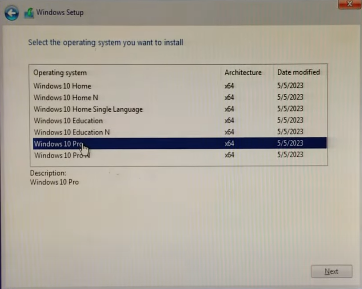 Windows Setup
Select the operating system you want to install
Operating system Architecture Date modified
Windows 10 Home x64 5/5/2023
Windows 10 Home N x64 5/5/2023
Windows 10 Home Single Language x64 5/5/2023
Windows 10 Education x64 5/5/2023
Windows 10 Education N x64 5/5/2023
Windows 10 Pro x64 5/5/2023
Windows 10 Pro N x64 5/5/2023
Description:
Windows 10 Pro
Next